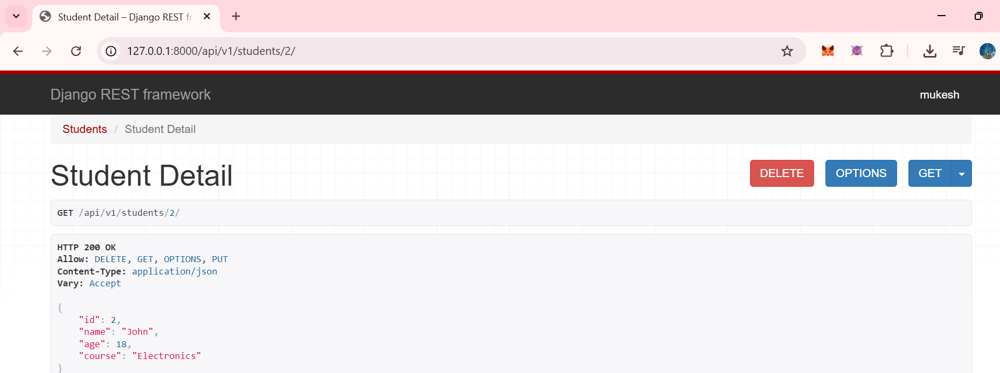 Student Detail – Django REST fr
127.0.0.1:8000/api/v1/students/2/
Django REST framework
mukesh
Students / Student Detail
Student Detail
DELETE
OPTIONS
GET
GET /api/v1/students/2/
HTTP 200 OK
Allow: DELETE, GET, OPTIONS, PUT
Content-Type: application/json
Vary: Accept
{
    "id": 2,
    "name": "John",
    "age": 18,
    "course": "Electronics"
}